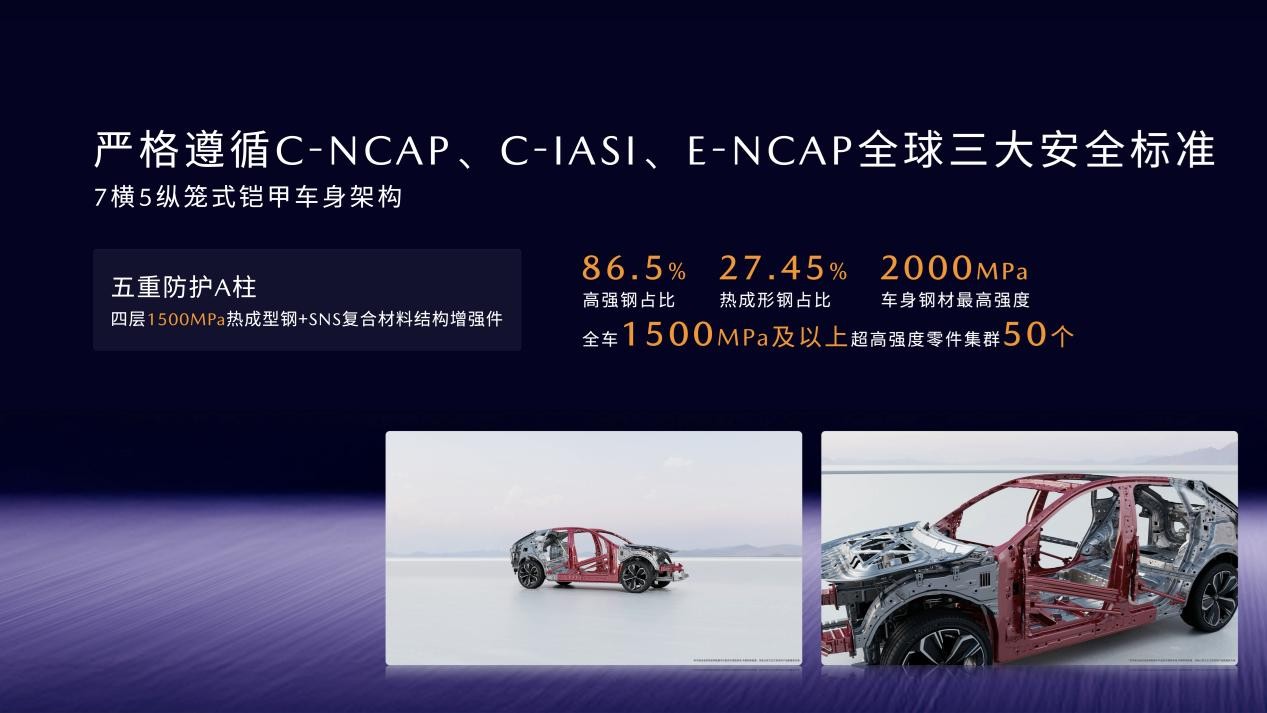 严格遵循C-NCAP、C-IASI、E-NCAP全球三大安全标准
7横5纵笼式铠甲车身架构
五重防护A柱
四层1500MPa热成型钢+SNS复合材料结构增强件
86.5% 27.45% 2000MPa
高强钢占比 热成形钢占比 车身钢材最高强度
全车1500MPa及以上超高强度零件集群50个